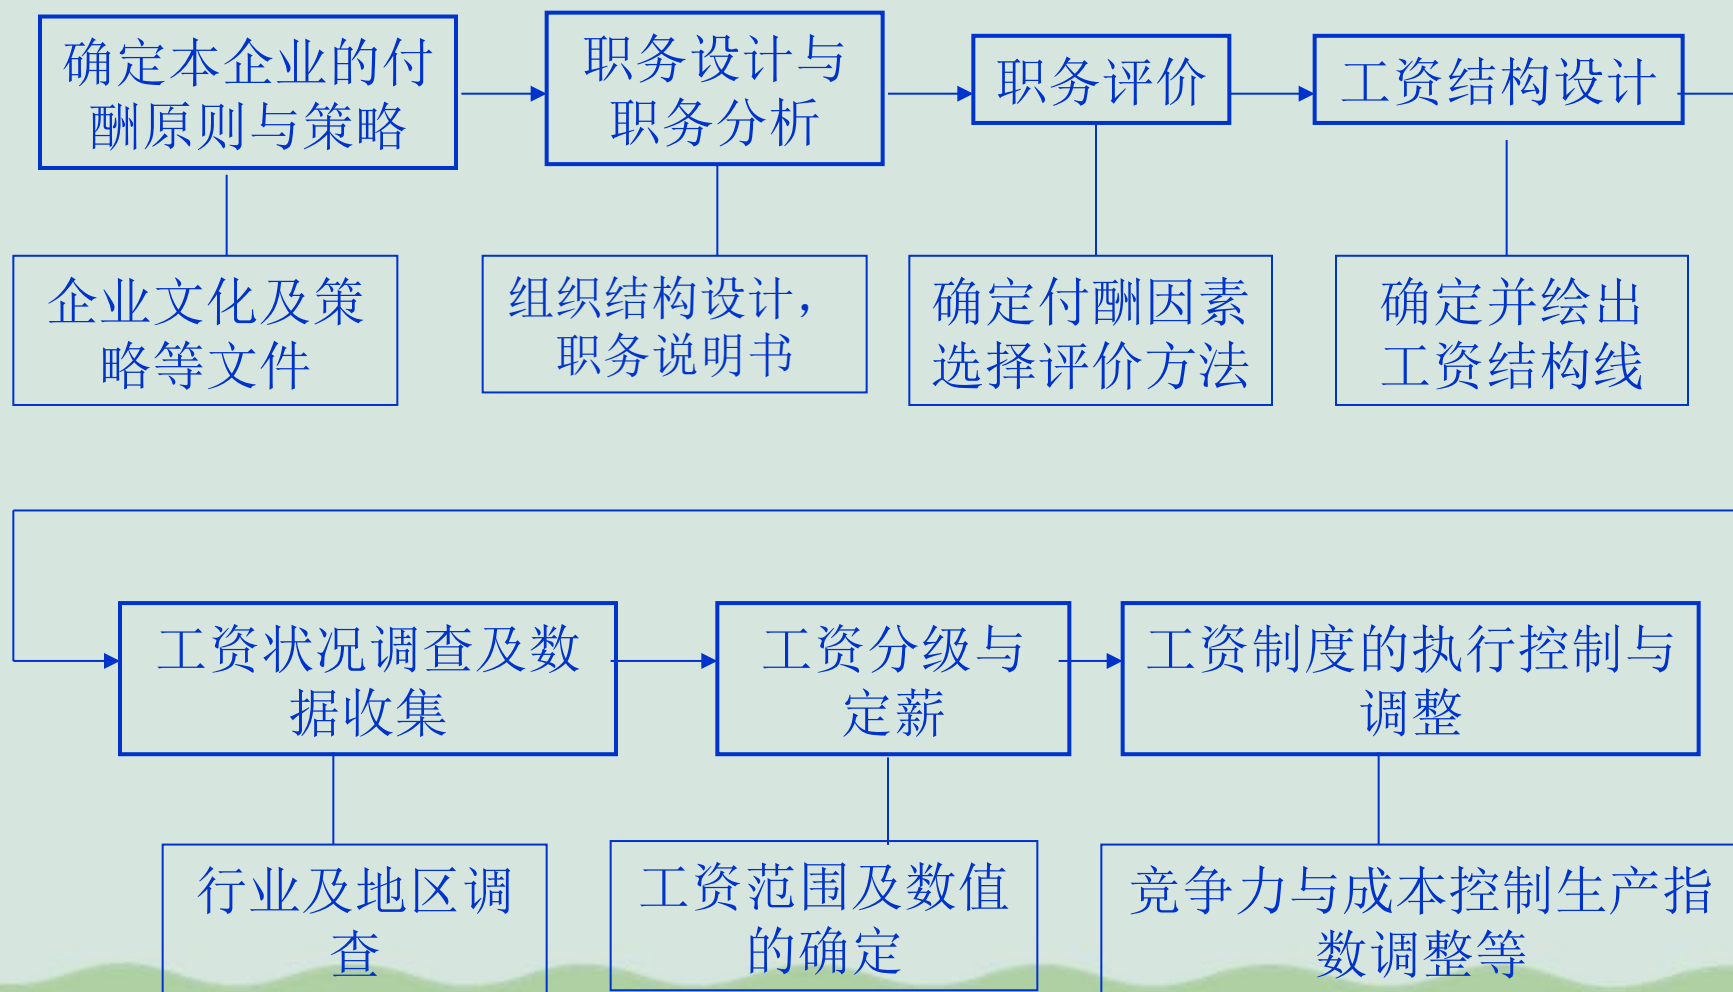 确定本企业的付
酬原则与策略
职务设计与
职务分析
职务评价
工资结构设计
企业文化及策
略等文件
组织结构设计，
职务说明书
确定付酬因素
选择评价方法
确定并绘出
工资结构线
工资状况调查及数
据收集
工资分级与
定薪
工资制度的执行控制与
调整
行业及地区调
查
工资范围及数值
的确定
竞争力与成本控制生产指
数调整等